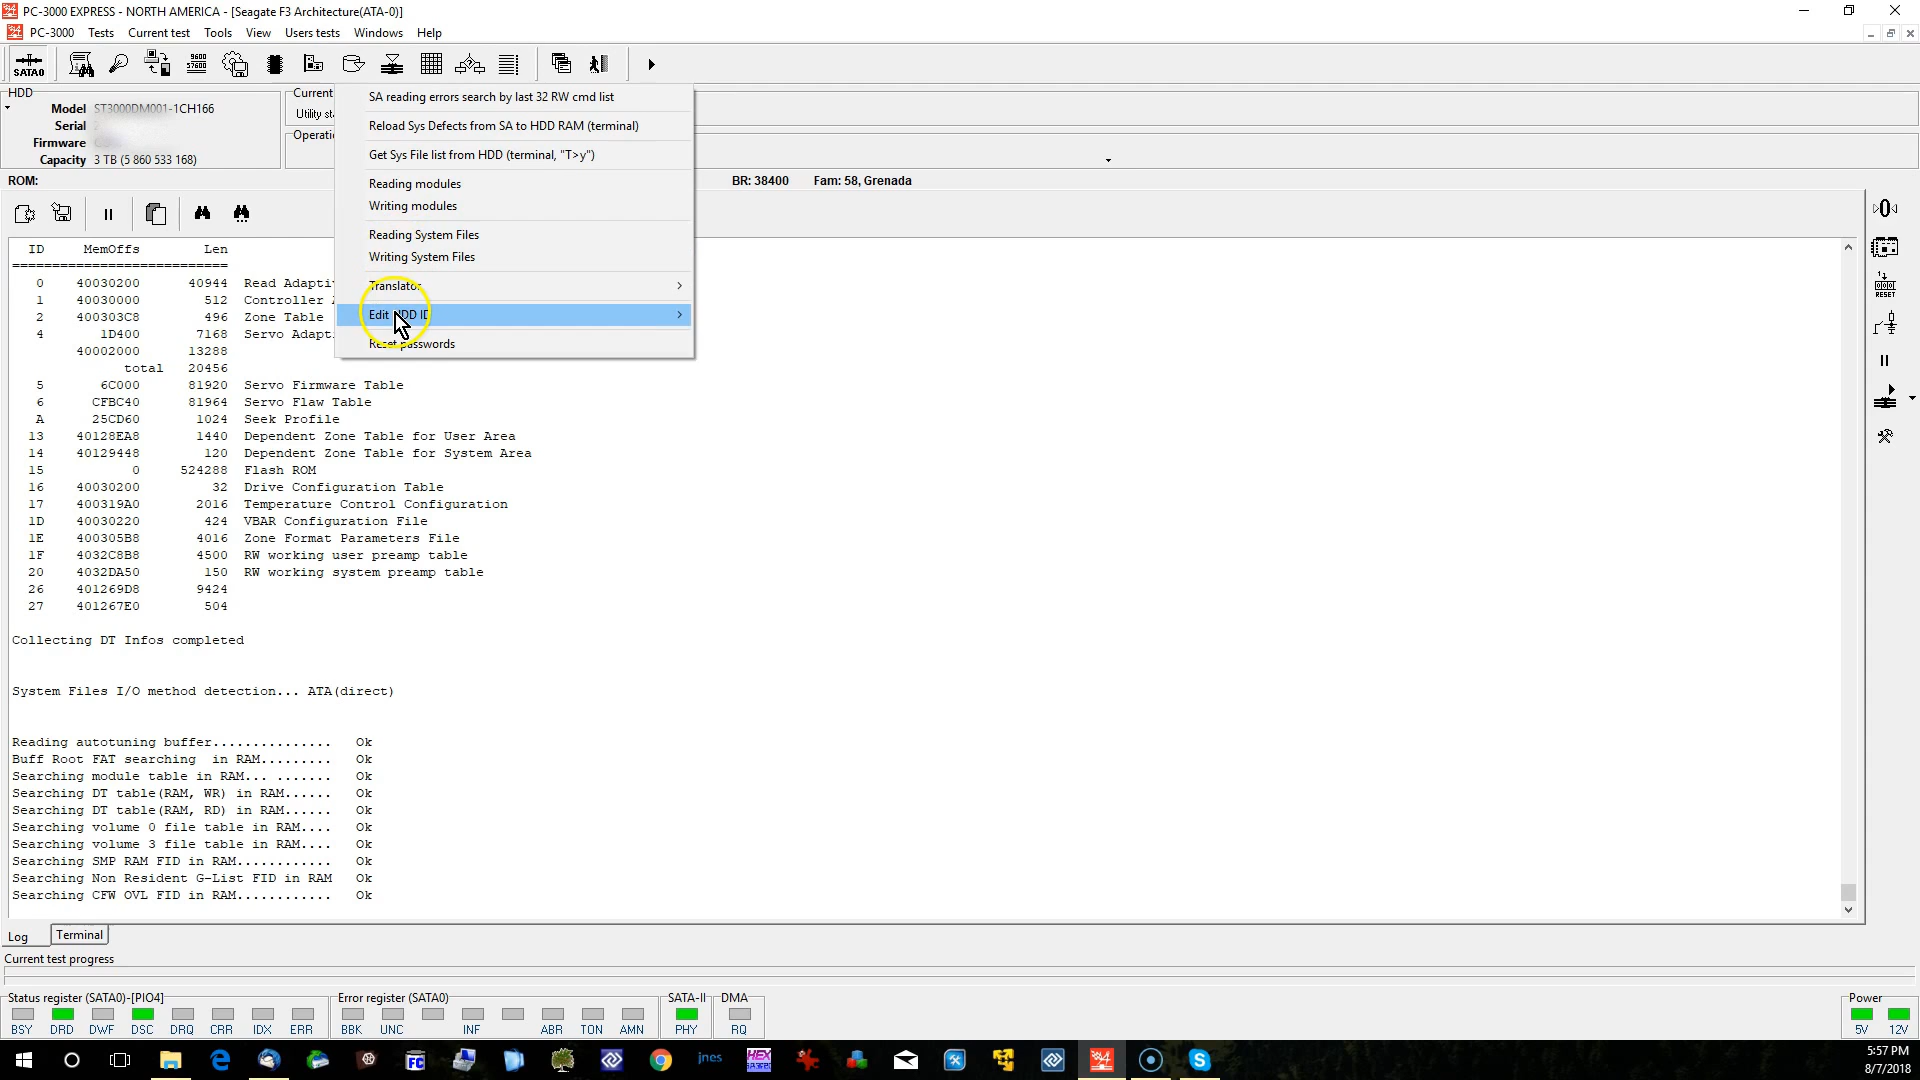 PC-3000 EXPRESS - NORTH AMERICA - [Seagate F3 Architecture(ATA-0)]
PC-3000 Tests Current test Tools View Users tests Windows Help
SATA0
9600
57600
HDD
Model ST3000DM001-1CH166
Serial
Firmware
Capacity 3 TB (5 860 533 168)
Current
Utility st
Operati
ROM:
BR: 38400 Fam: 58, Grenada
SA reading errors search by last 32 RW cmd list
Reload Sys Defects from SA to HDD RAM (terminal)
Get Sys File list from HDD (terminal, "T>y")
Reading modules
Writing modules
Reading System Files
Writing System Files
Translator
Edit HDD ID
Reset passwords
ID MemOffs Len
============================
0 40030200 40944 Read Adapti
1 40030000 512 Controller
2 400303C8 496 Zone Table
4 1D400 7168 Servo Adapt
40002000 13288
total 20456
5 6C000 81920 Servo Firmware Table
6 CFBC40 81964 Servo Flaw Table
A 25CD60 1024 Seek Profile
13 40128EA8 1440 Dependent Zone Table for User Area
14 40129448 120 Dependent Zone Table for System Area
15 0 524288 Flash ROM
16 40030200 32 Drive Configuration Table
17 400319A0 2016 Temperature Control Configuration
1D 40030220 424 VBAR Configuration File
1E 400305B8 4016 Zone Format Parameters File
1F 4032C8B8 4500 RW working user preamp table
20 4032DA50 150 RW working system preamp table
26 401269D8 9424
27 401267E0 504
Collecting DT Infos completed
System Files I/O method detection... ATA(direct)
Reading autotuning buffer............... Ok
Buff Root FAT searching in RAM......... Ok
Searching module table in RAM... ....... Ok
Searching DT table(RAM, WR) in RAM...... Ok
Searching DT table(RAM, RD) in RAM...... Ok
Searching volume 0 file table in RAM.... Ok
Searching volume 3 file table in RAM.... Ok
Searching SMP RAM FID in RAM............ Ok
Searching Non Resident G-List FID in RAM Ok
Searching CFW OVL FID in RAM............ Ok
0
RESET
Log Terminal
Current test progress
Status register (SATA0)-[PIO4] Error register (SATA0) SATA-II DMA Power
BSY DRD DWF DSC DRQ CRR IDX ERR BBK UNC INF ABR TON AMN PHY RQ 5V 12V
FC
jnes
HEX
5:57 PM
8/7/2018